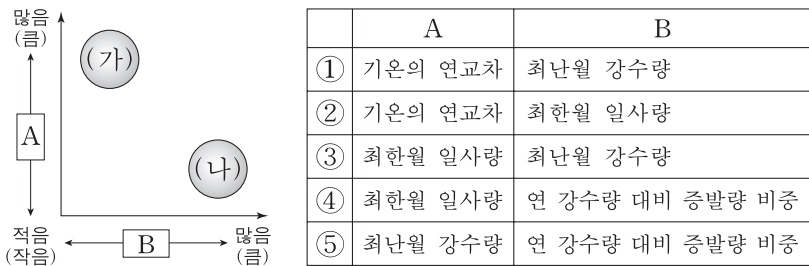 많음
(큼)
(가)
A
(나)
적음
(작음)
B
많음
(큼)
A B
① 기온의 연교차 최난월 강수량
② 기온의 연교차 최한월 일사량
③ 최한월 일사량 최난월 강수량
④ 최한월 일사량 연 강수량 대비 증발량 비중
⑤ 최난월 강수량 연 강수량 대비 증발량 비중